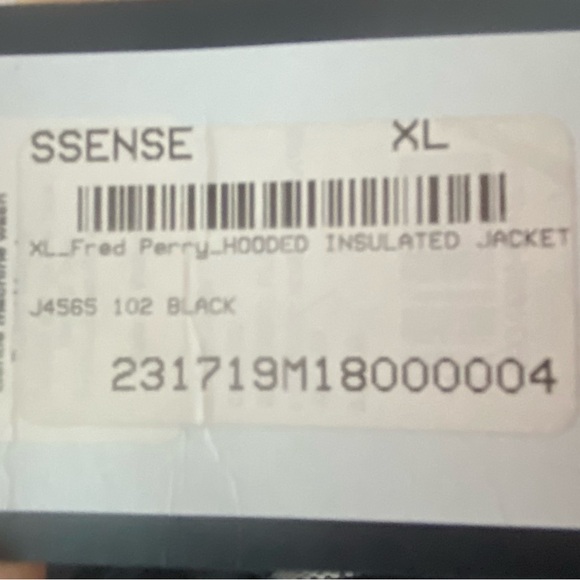 SSENSE XL
XL_Fred Perry_HOODED INSULATED JACKET
J4565 102 BLACK
231719M18000004